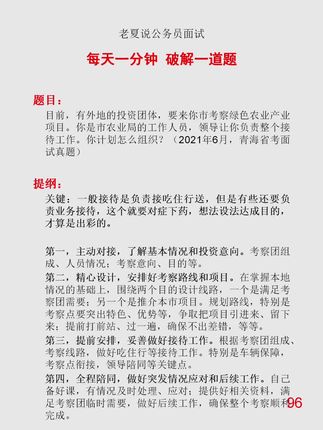 老夏说公务员面试
每天一分钟 破解一道题
题目：
目前，有外地的投资团体，要来你市考察绿色农业产业
项目。你是市农业局的工作人员，领导让你负责整个接
待工作。你计划怎么组织？（2021年6月，青海省考面
试真题）
提纲：
关键：一般接待是负责接吃住行送，但是有些还要负
责业务接待，这个就要对症下药，想法设法达成目的，
才算是出彩的。
第一，主动对接，了解基本情况和投资意向。考察团组
成、人员情况；考察意向、目的等。
第二，精心设计，安排好考察路线和项目。在掌握本地
情况的基础上，围绕两个目的设计线路，一个是满足考
察团需要；另一个是推介本市项目。规划路线，特别是
考察点要突出特色、优势等，争取把项目引进来、留下
来；提前打前站、过一遍，确保不出差错，等等。
第三，提前安排，妥善做好接待工作。根据考察团组成、
考察线路，做好吃住行等接待工作。特别是车辆保障，
考察点衔接，领导陪同等关键点。
第四，全程陪同，做好突发情况应对和后续工作。自己
备好课，有情况及时处理、应对；提供好相关资料，满
足考察团临时需要，做好后续工作，确保整个考察顺利
完成。
96